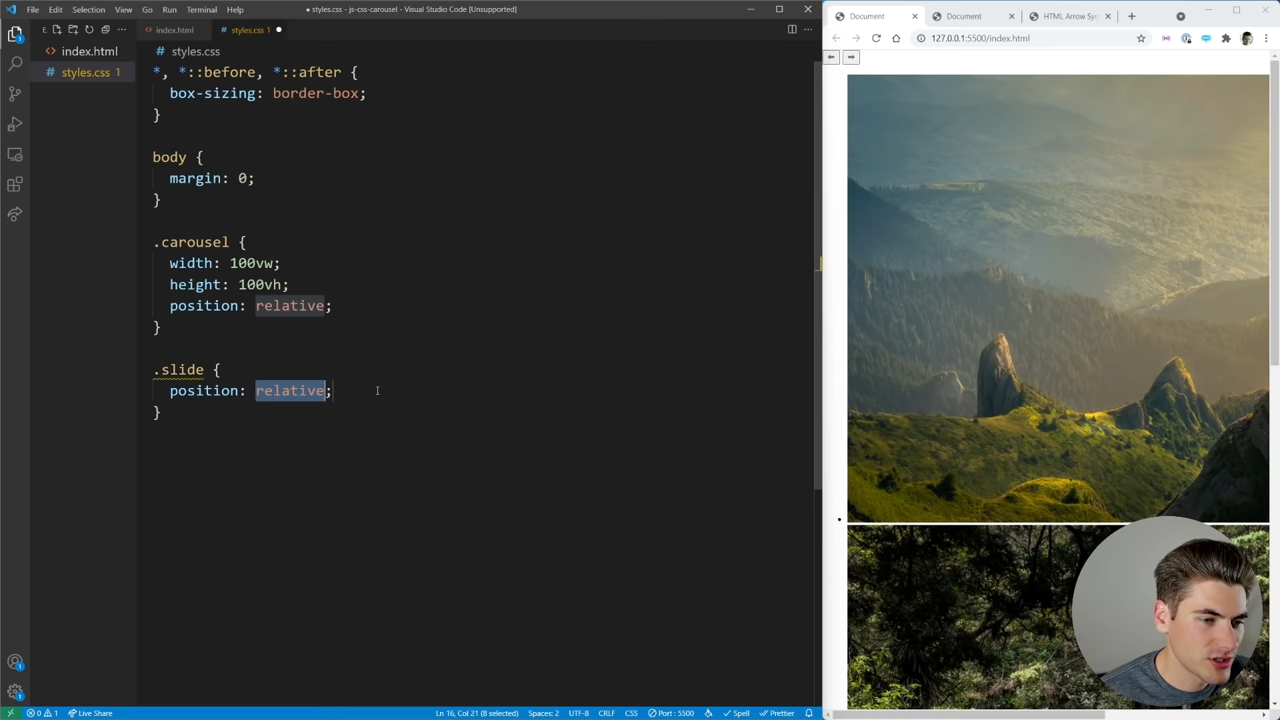 File Edit Selection View Go Run Terminal Help
● styles.css - js-css-carousel - Visual Studio Code [Unsupported]
index.html
styles.css 1
index.html
styles.css
styles.css 1
*, *::before, *::after {
box-sizing: border-box;
}
body {
margin: 0;
}
.carousel {
width: 100vw;
height: 100vh;
position: relative;
}
.slide {
position: relative;
}
0 1 Live Share
Ln 16, Col 21 (8 selected) Spaces: 2 UTF-8 CRLF CSS Port : 5500 Spell Prettier
1
1
1
Document
Document
HTML Arrow Sy
127.0.0.1:5500/index.html